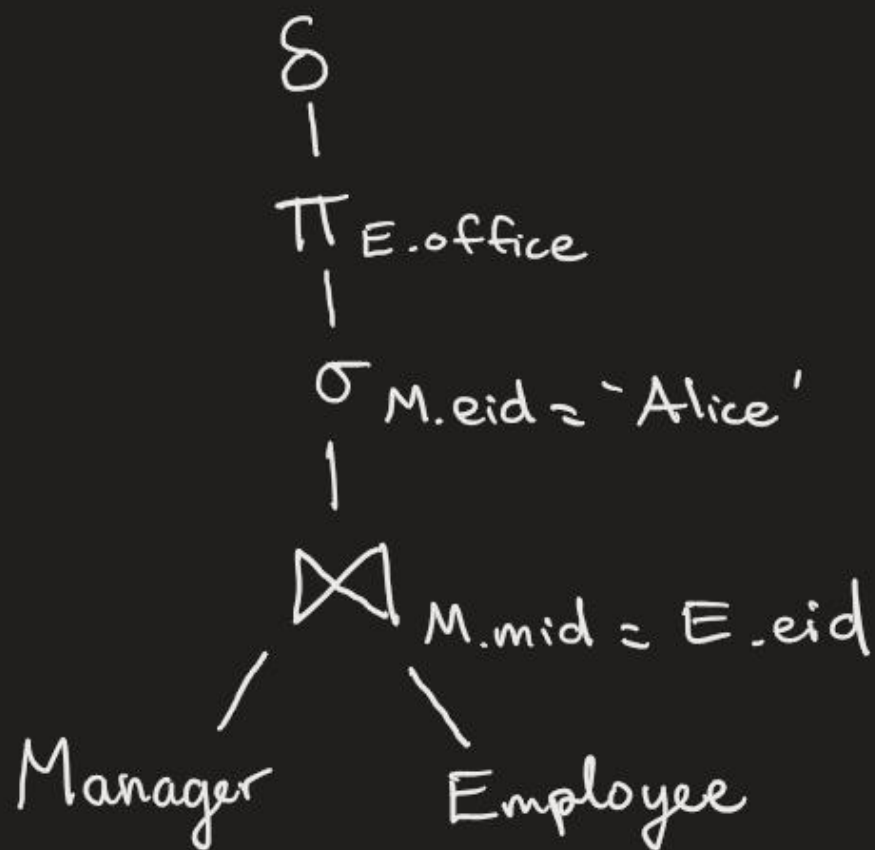 δ
Π E.office
σ M.eid = 'Alice'
⋈ M.mid = E.eid
Manager Employee